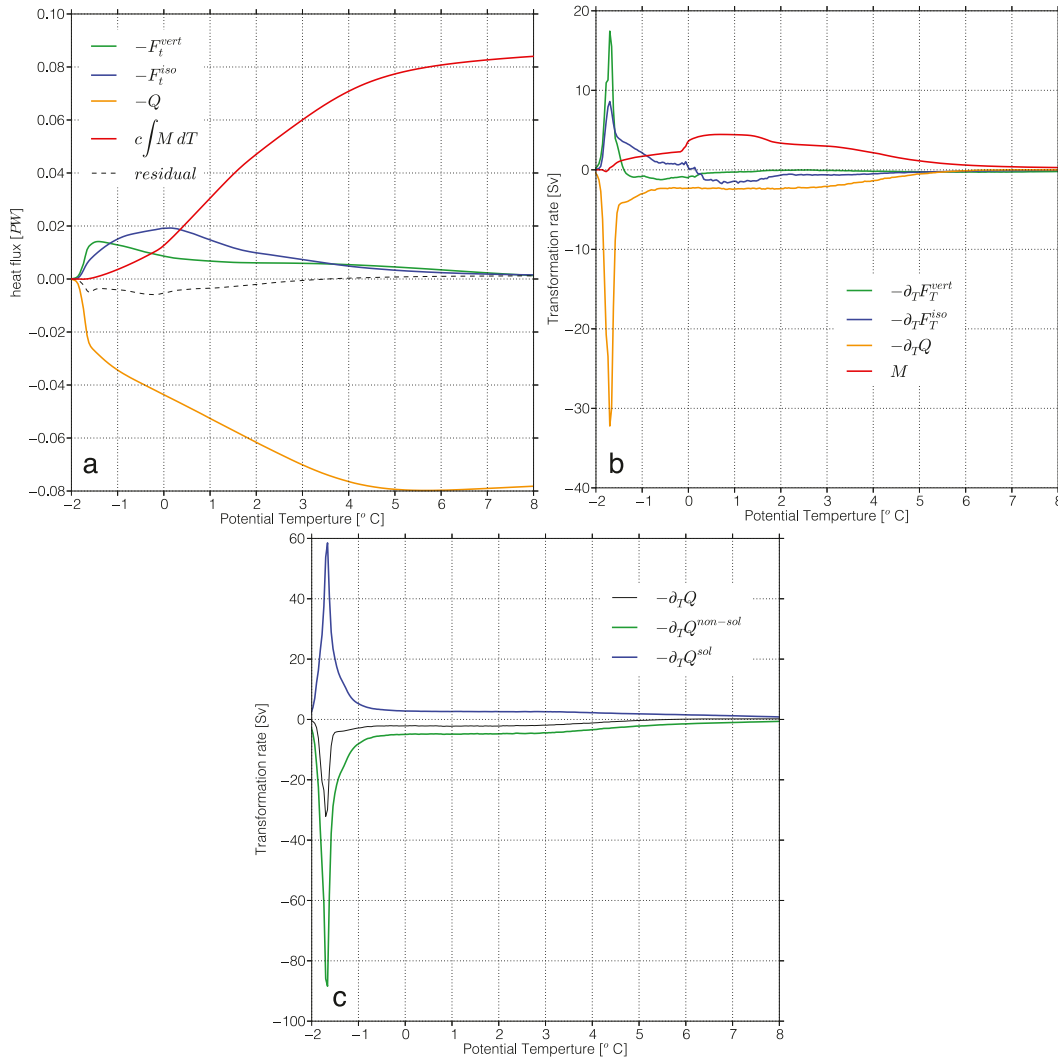 0.10
0.08
0.06
0.04
0.02
0.00
−0.02
−0.04
−0.06
−0.08
heat flux [PW]
−F_t^{vert}
−F_t^{iso}
−Q
c∫M dT
residual
a
−2 −1 0 1 2 3 4 5 6 7 8
Potential Temperture [° C]
20
10
0
−10
−20
−30
−40
Transformation rate [Sv]
−∂_T F_T^{vert}
−∂_T F_T^{iso}
−∂_T Q
M
b
−2 −1 0 1 2 3 4 5 6 7 8
Potential Temperture [° C]
60
40
20
0
−20
−40
−60
−80
−100
Transformation rate [Sv]
−∂_T Q
−∂_T Q^{non−sol}
−∂_T Q^{sol}
c
−2 −1 0 1 2 3 4 5 6 7 8
Potential Temperture [° C]